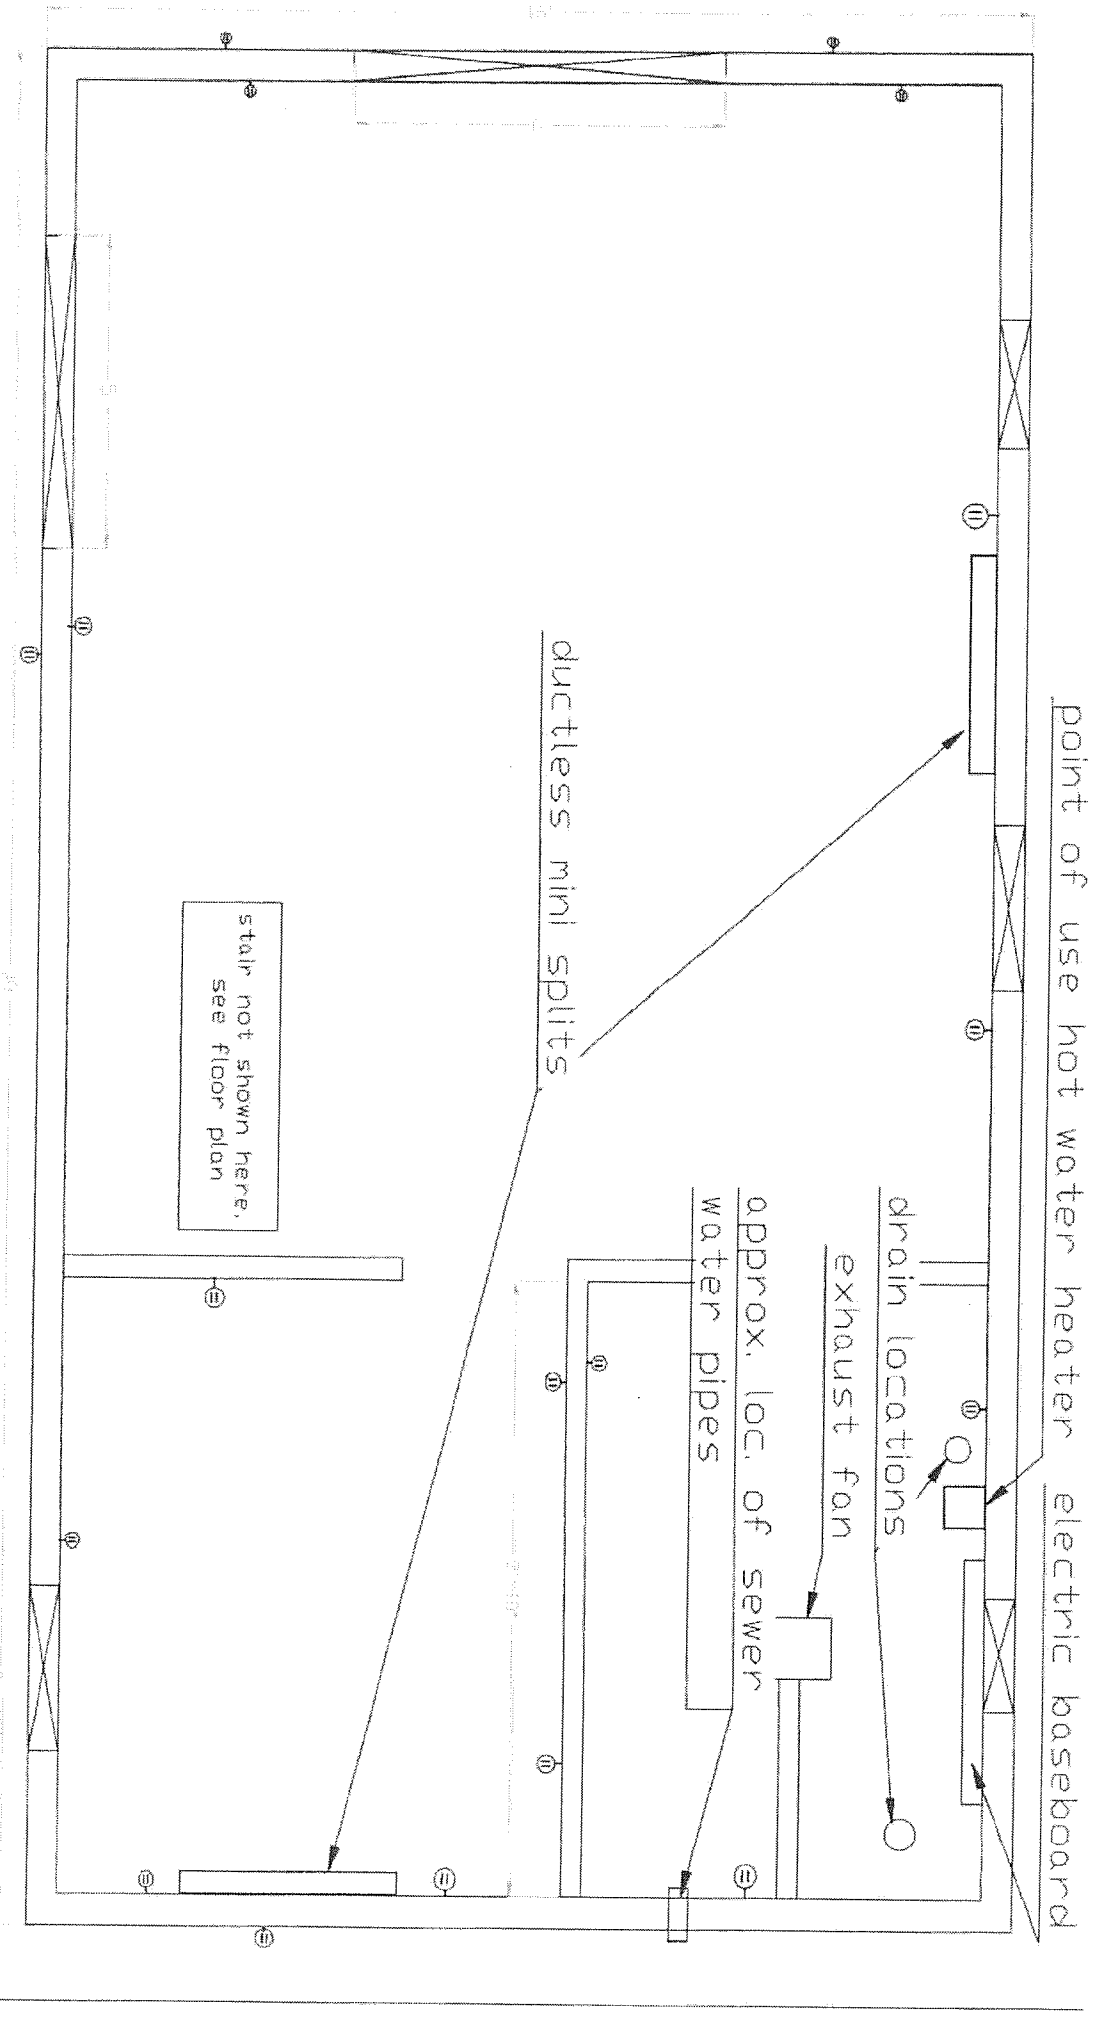 point of use hot water heater
electric baseboard
drain locations
exhaust fan
approx. loc. of sewer
water pipes
ductless mini splits
stair not shown here,
see floor plan